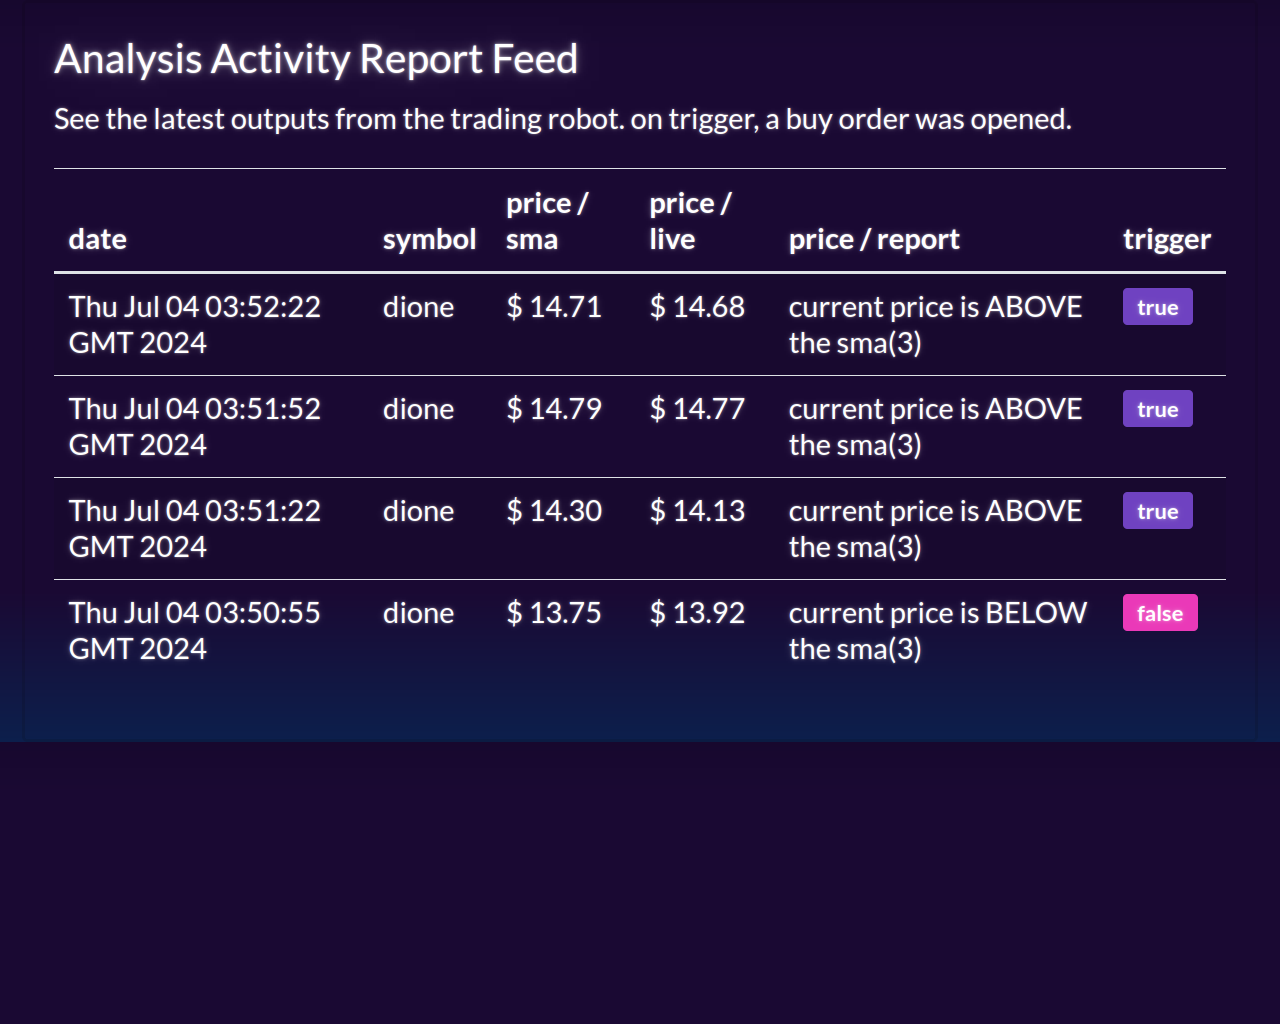 Analysis Activity Report Feed
See the latest outputs from the trading robot. on trigger, a buy order was opened.
date symbol price / sma price / live price / report trigger
Thu Jul 04 03:52:22 GMT 2024 dione $ 14.71 $ 14.68 current price is ABOVE the sma(3) true
Thu Jul 04 03:51:52 GMT 2024 dione $ 14.79 $ 14.77 current price is ABOVE the sma(3) true
Thu Jul 04 03:51:22 GMT 2024 dione $ 14.30 $ 14.13 current price is ABOVE the sma(3) true
Thu Jul 04 03:50:55 GMT 2024 dione $ 13.75 $ 13.92 current price is BELOW the sma(3) false